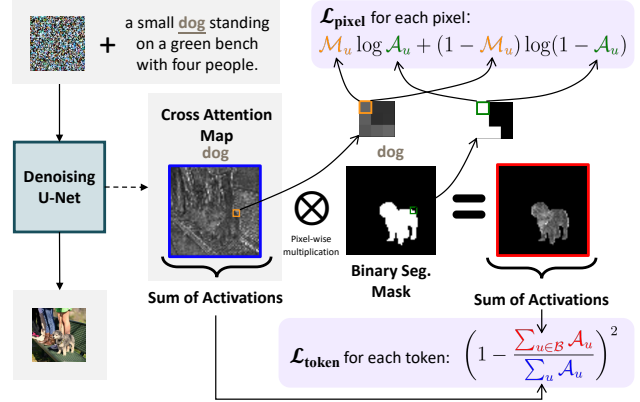 a small dog standing
on a green bench
with four people.
+
𝓛pixel for each pixel:
ℳu log 𝒜u + (1 − ℳu) log(1 − 𝒜u)
Cross Attention
Map
dog
dog
Denoising
U-Net
⊗
=
Pixel-wise
multiplication
Binary Seg.
Mask
Sum of Activations
Sum of Activations
𝓛token for each token: (1 − ∑u∈ℬ 𝒜u / ∑u 𝒜u)²